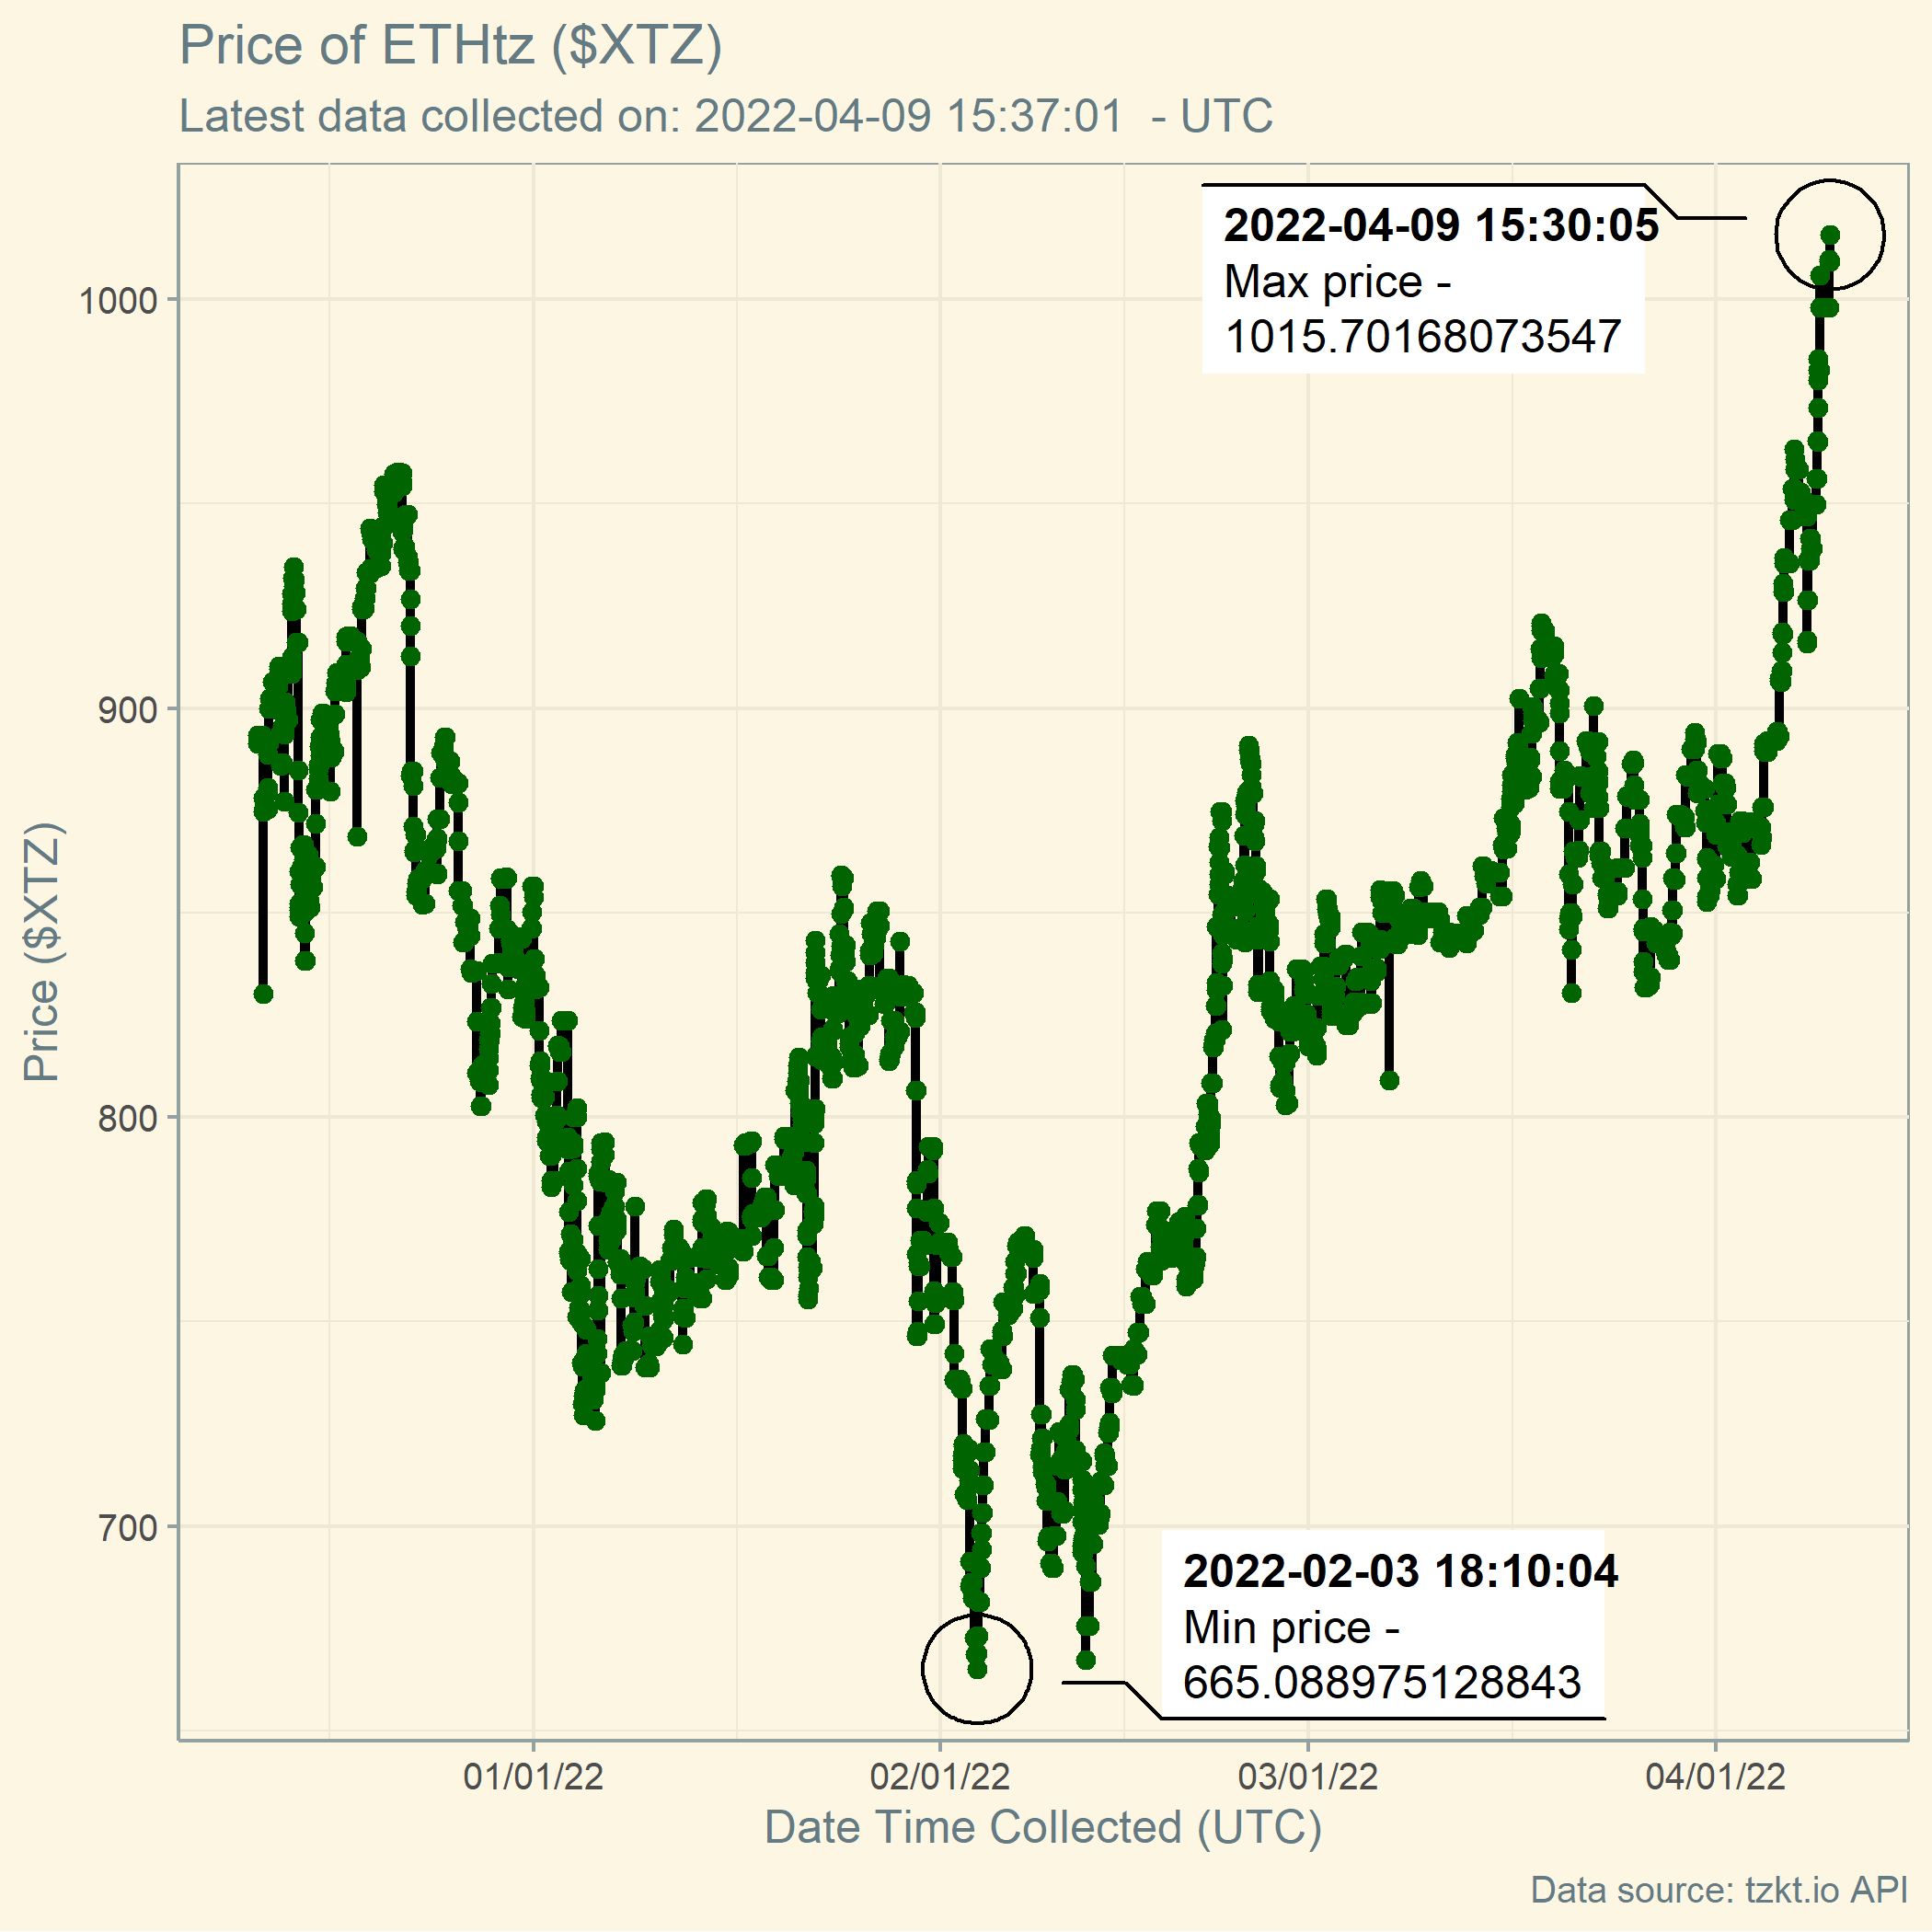 Price of ETHtz ($XTZ)
Latest data collected on: 2022-04-09 15:37:01  - UTC
2022-04-09 15:30:05
Max price -
1015.70168073547
1000
900
800
700
Price ($XTZ)
2022-02-03 18:10:04
Min price -
665.088975128843
01/01/22
02/01/22
03/01/22
04/01/22
Date Time Collected (UTC)
Data source: tzkt.io API